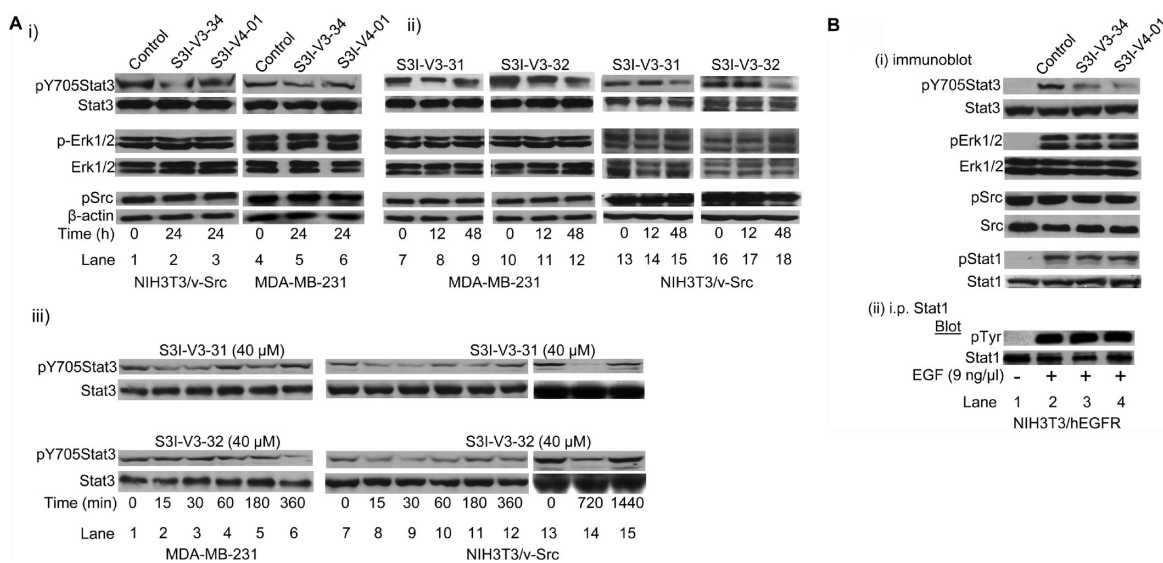 A
i)
Control
S3I-V3-34
S3I-V4-01
Control
S3I-V3-34
S3I-V4-01
pY705Stat3
Stat3
p-Erk1/2
Erk1/2
pSrc
β-actin
Time (h) 0 24 24 0 24 24
Lane 1 2 3 4 5 6
NIH3T3/v-Src MDA-MB-231
ii)
S3I-V3-31 S3I-V3-32 S3I-V3-31 S3I-V3-32
0 12 48 0 12 48 0 12 48 0 12 48
7 8 9 10 11 12 13 14 15 16 17 18
MDA-MB-231 NIH3T3/v-Src
iii)
S3I-V3-31 (40 µM) S3I-V3-31 (40 µM)
pY705Stat3
Stat3
S3I-V3-32 (40 µM) S3I-V3-32 (40 µM)
pY705Stat3
Stat3
Time (min) 0 15 30 60 180 360 0 15 30 60 180 360 0 720 1440
Lane 1 2 3 4 5 6 7 8 9 10 11 12 13 14 15
MDA-MB-231 NIH3T3/v-Src
B
Control
S3I-V3-34
S3I-V4-01
(i) immunoblot
pY705Stat3
Stat3
pErk1/2
Erk1/2
pSrc
Src
pStat1
Stat1
(ii) i.p. Stat1
Blot
pTyr
Stat1
EGF (9 ng/µl) - + + +
Lane 1 2 3 4
NIH3T3/hEGFR